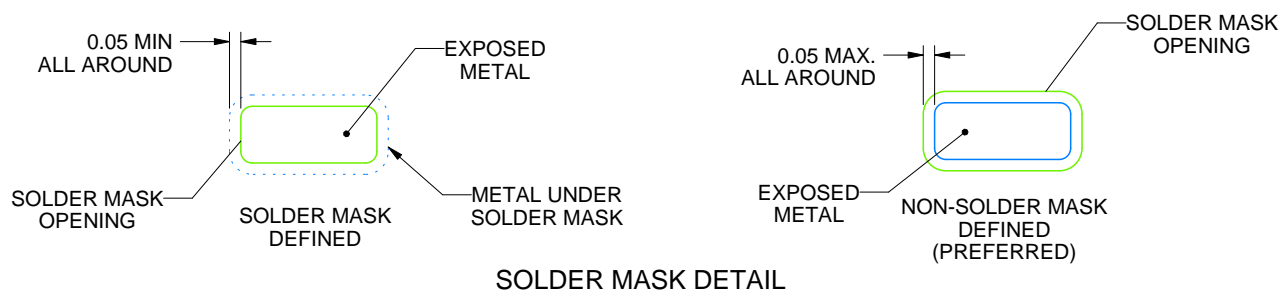 0.05 MIN
ALL AROUND
EXPOSED
METAL
SOLDER MASK
OPENING
METAL UNDER
SOLDER MASK
SOLDER MASK
DEFINED
0.05 MAX.
ALL AROUND
SOLDER MASK
OPENING
EXPOSED
METAL
NON-SOLDER MASK
DEFINED
(PREFERRED)
SOLDER MASK DETAIL